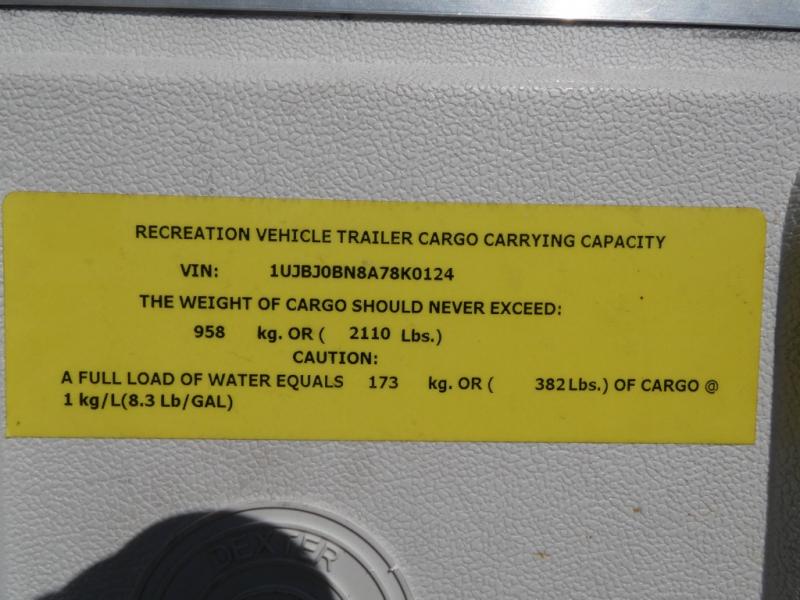 RECREATION VEHICLE TRAILER CARGO CARRYING CAPACITY
VIN: 1UJBJ0BN8A78K0124
THE WEIGHT OF CARGO SHOULD NEVER EXCEED:
958 kg. OR ( 2110 Lbs.)
CAUTION:
A FULL LOAD OF WATER EQUALS 173 kg. OR ( 382 Lbs.) OF CARGO @
1 kg/L(8.3 Lb/GAL)
DEXTER